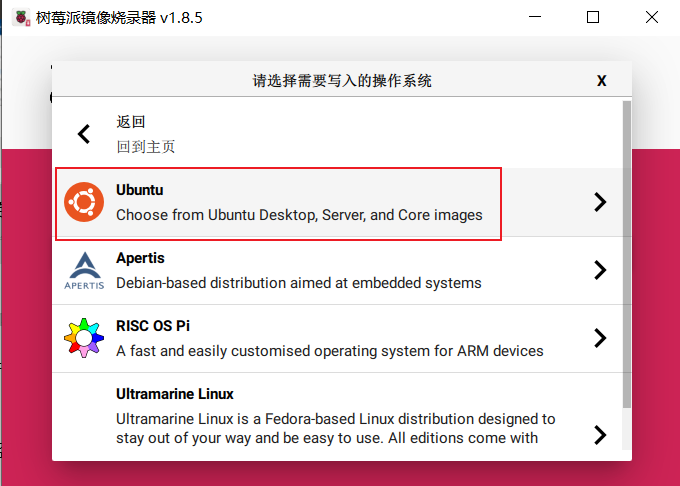 树莓派镜像烧录器 v1.8.5
请选择需要写入的操作系统
X
返回
回到主页
Ubuntu
Choose from Ubuntu Desktop, Server, and Core images
Apertis
Debian-based distribution aimed at embedded systems
APERTIS
RISC OS Pi
A fast and easily customised operating system for ARM devices
Ultramarine Linux
Ultramarine Linux is a Fedora-based Linux distribution designed to
stay out of your way and be easy to use. All editions come with